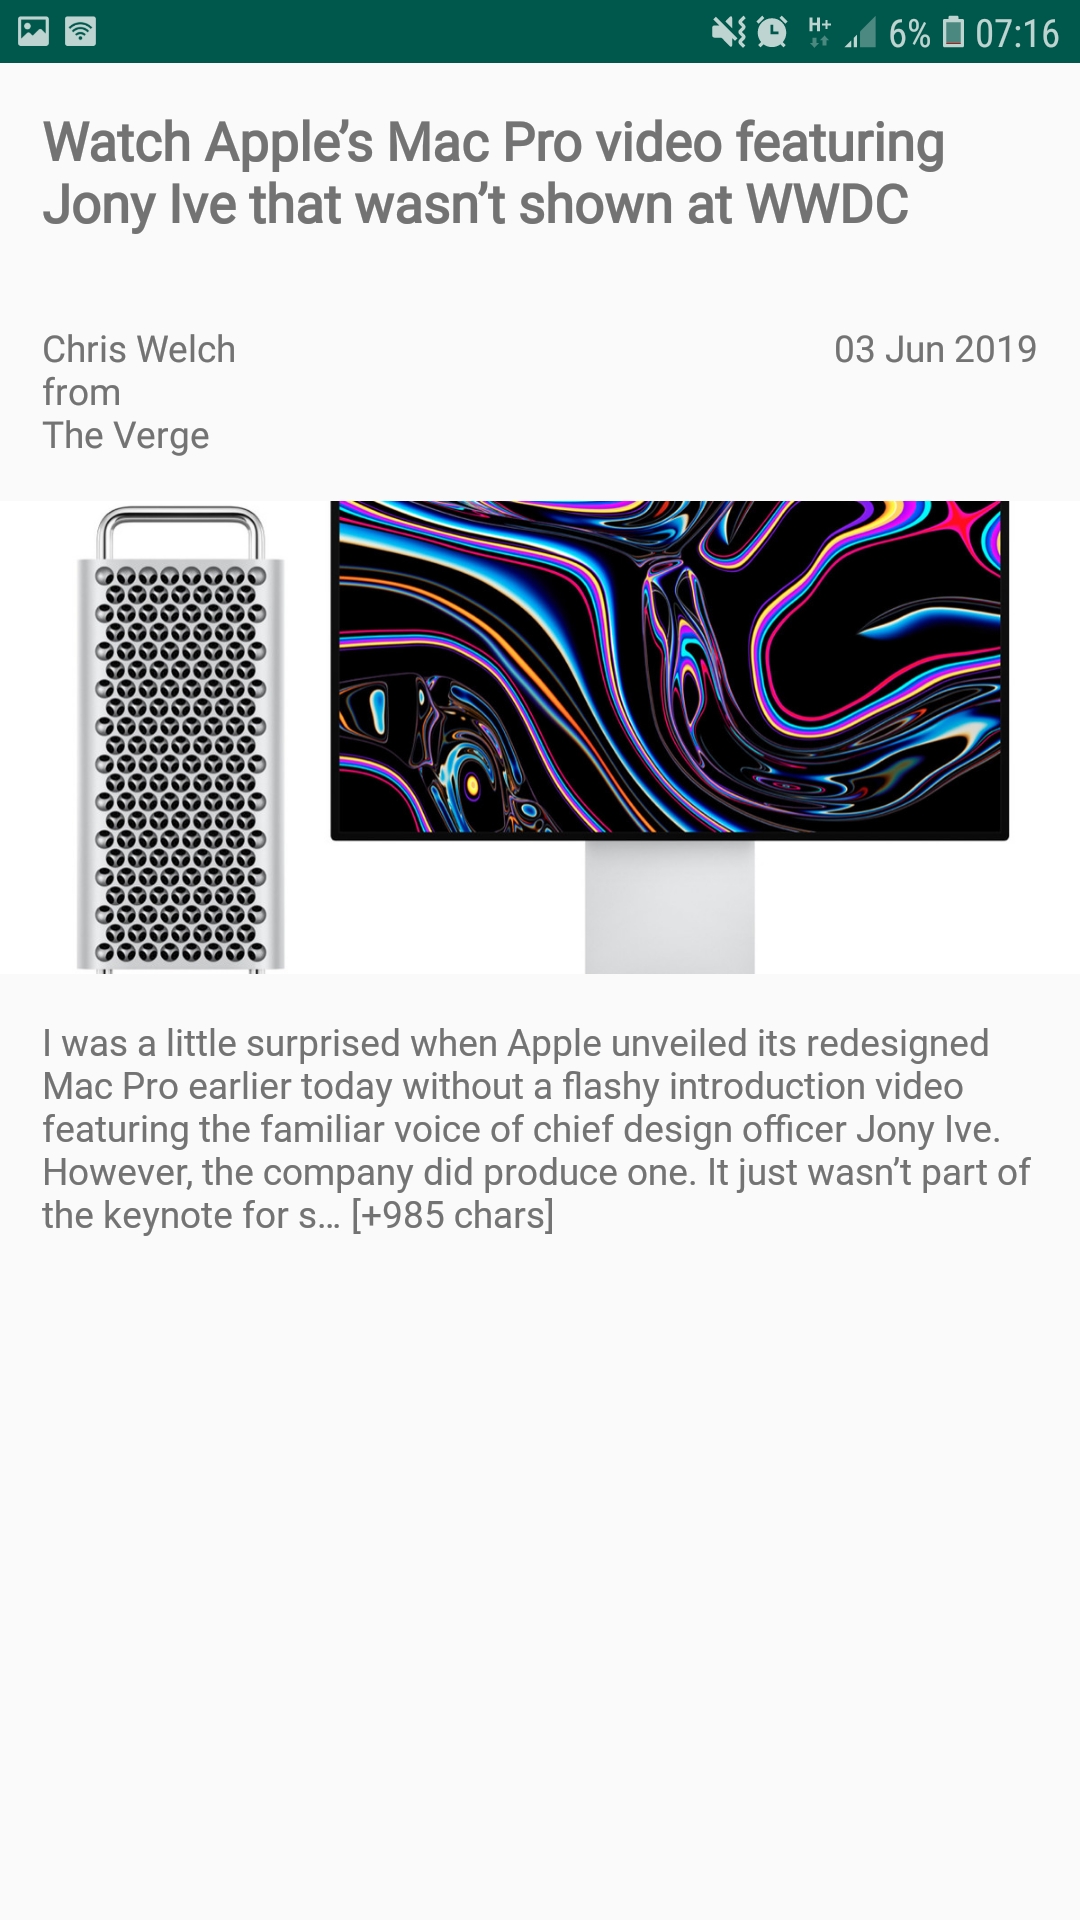 H+ 6% 07:16
Watch Apple’s Mac Pro video featuring
Jony Ive that wasn’t shown at WWDC
Chris Welch 03 Jun 2019
from
The Verge
I was a little surprised when Apple unveiled its redesigned
Mac Pro earlier today without a flashy introduction video
featuring the familiar voice of chief design officer Jony Ive.
However, the company did produce one. It just wasn’t part of
the keynote for s… [+985 chars]